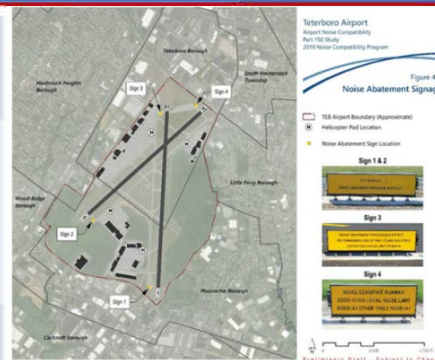 Teterboro Airport
Airport Noise Compatibility
Part 150 Study
2019 Noise Compatibility Program
Figure 4
Noise Abatement Signag
TEB Airport Boundary (Approximate)
H Helicopter Pad Location
Noise Abatement Sign Location
Sign 1 & 2
Sign 3
Sign 4
NOISE SENSITIVE RUNWAY
Teterboro Borough
South Hackensack
Township
Hasbrouck Heights
Borough
Sign 3
Sign 4
H
H
Little Ferry Borough
Wood-Ridge
Borough
H
Sign 2
H
Moonachie Borough
Sign 1
Carlstadt Borough
Preliminary Draft - Subject to Chan